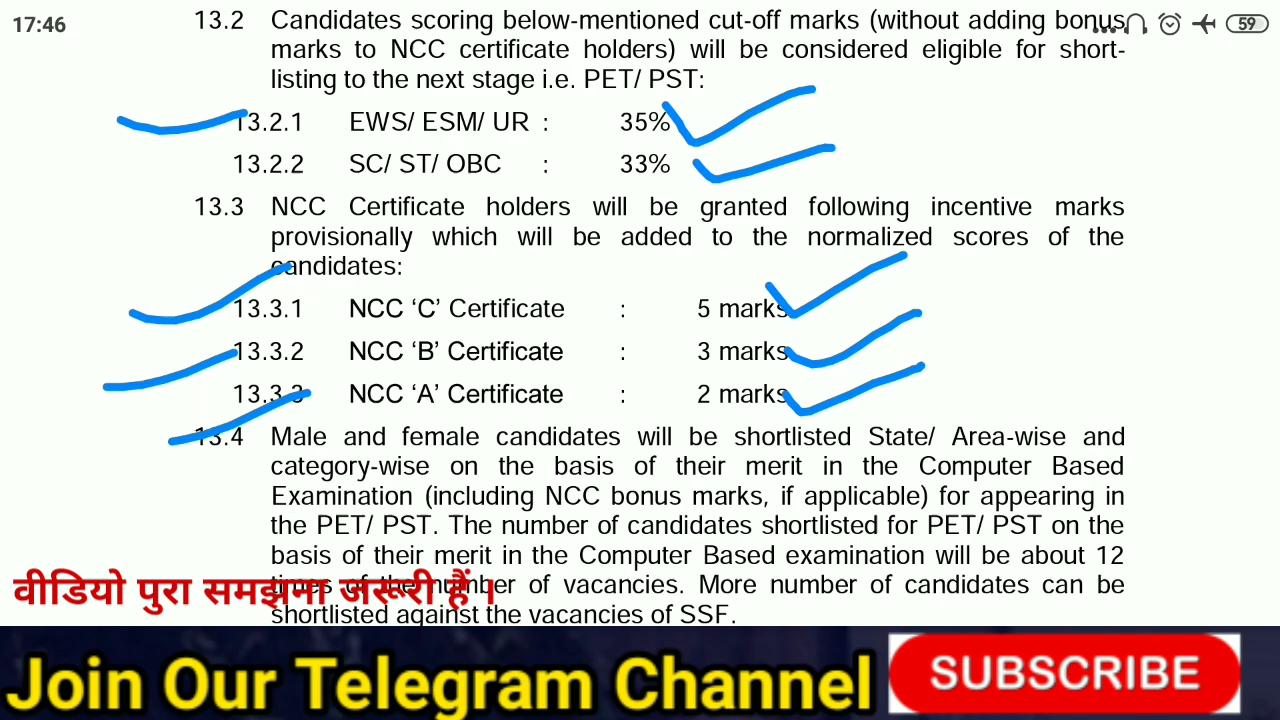 17:46
59
13.2 Candidates scoring below-mentioned cut-off marks (without adding bonus
marks to NCC certificate holders) will be considered eligible for short-
listing to the next stage i.e. PET/ PST:
13.2.1 EWS/ ESM/ UR : 35%
13.2.2 SC/ ST/ OBC : 33%
13.3 NCC Certificate holders will be granted following incentive marks
provisionally which will be added to the normalized scores of the
candidates:
13.3.1 NCC ‘C’ Certificate : 5 marks
13.3.2 NCC ‘B’ Certificate : 3 marks
13.3.3 NCC ‘A’ Certificate : 2 marks
13.4 Male and female candidates will be shortlisted State/ Area-wise and
category-wise on the basis of their merit in the Computer Based
Examination (including NCC bonus marks, if applicable) for appearing in
the PET/ PST. The number of candidates shortlisted for PET/ PST on the
basis of their merit in the Computer Based examination will be about 12
times of the number of vacancies. More number of candidates can be
वीडियो पुरा समझना जरूरी हैं ।
shortlisted against the vacancies of SSF.
Join Our Telegram Channel
SUBSCRIBE